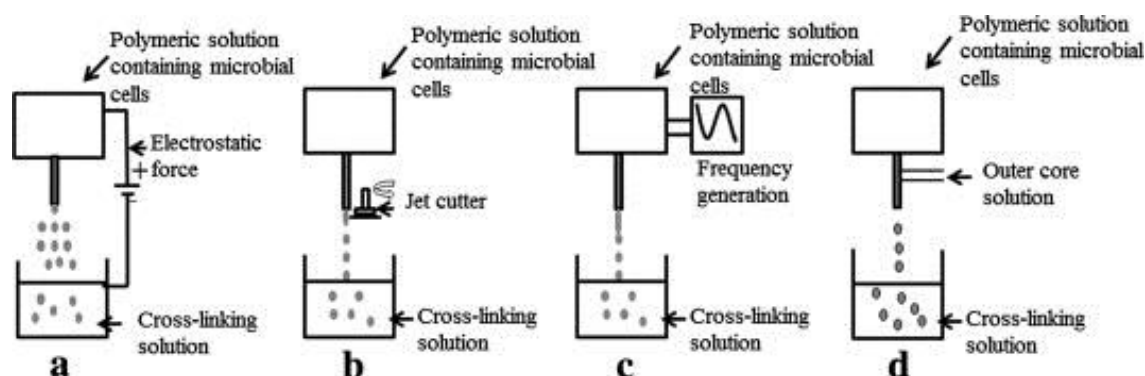 Polymeric solution
containing microbial
cells
Electrostatic
+ force
Cross-linking
solution
a
Polymeric solution
containing microbial
cells
Jet cutter
Cross-linking
solution
b
Polymeric solution
containing microbial
cells
Frequency
generation
Cross-linking
solution
c
Polymeric solution
containing microbial
cells
Outer core
solution
Cross-linking
solution
d